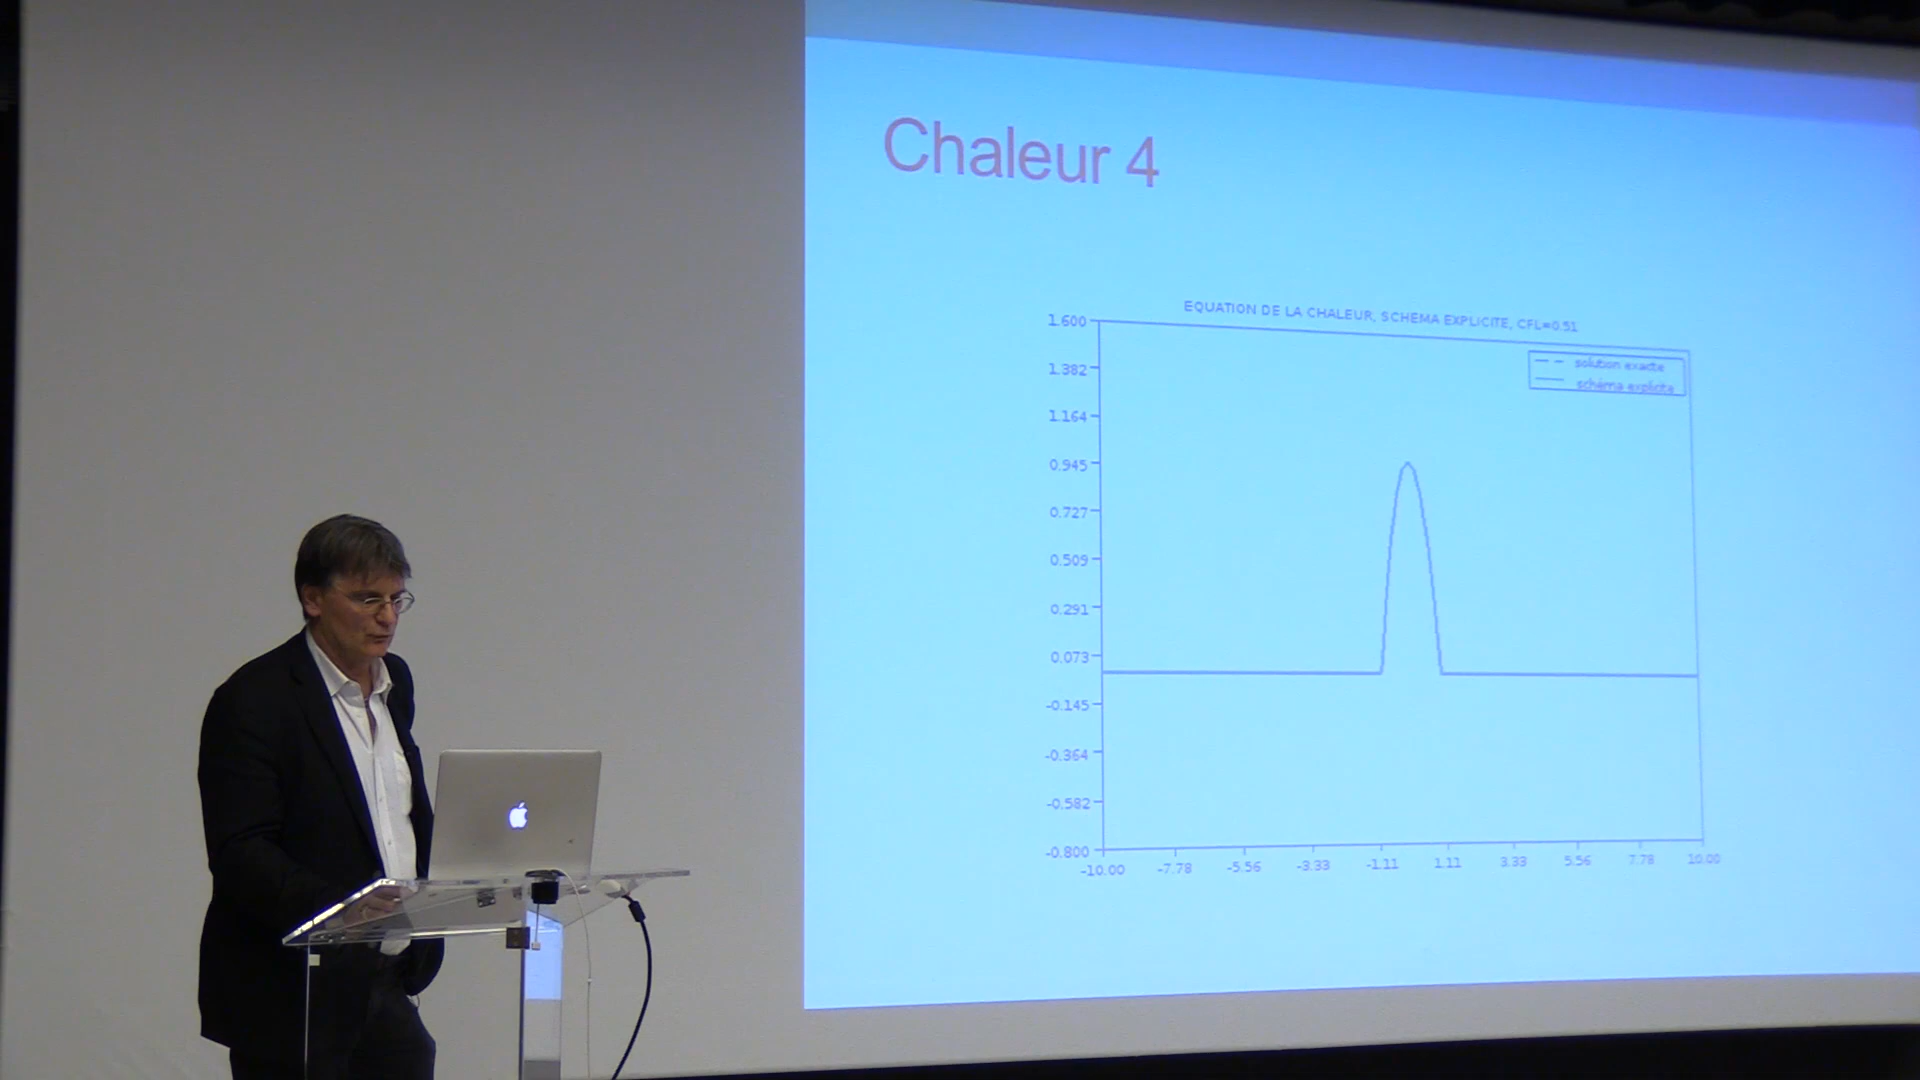 Chaleur 4
EQUATION DE LA CHALEUR, SCHEMA EXPLICITE, CFL=0.51
solution exacte
schéma explicite
1.600
1.382
1.164
0.945
0.727
0.509
0.291
0.073
-0.145
-0.364
-0.582
-0.800
-10.00 -7.78 -5.56 -3.33 -1.11 1.11 3.33 5.56 7.78 10.00